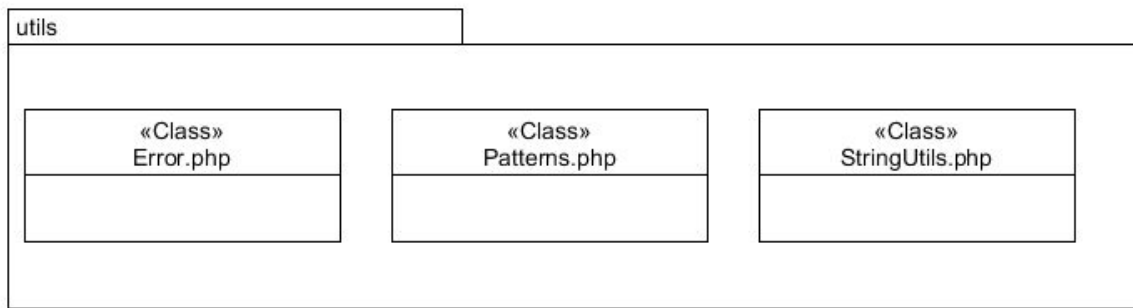 utils
«Class»
Error.php
«Class»
Patterns.php
«Class»
StringUtils.php